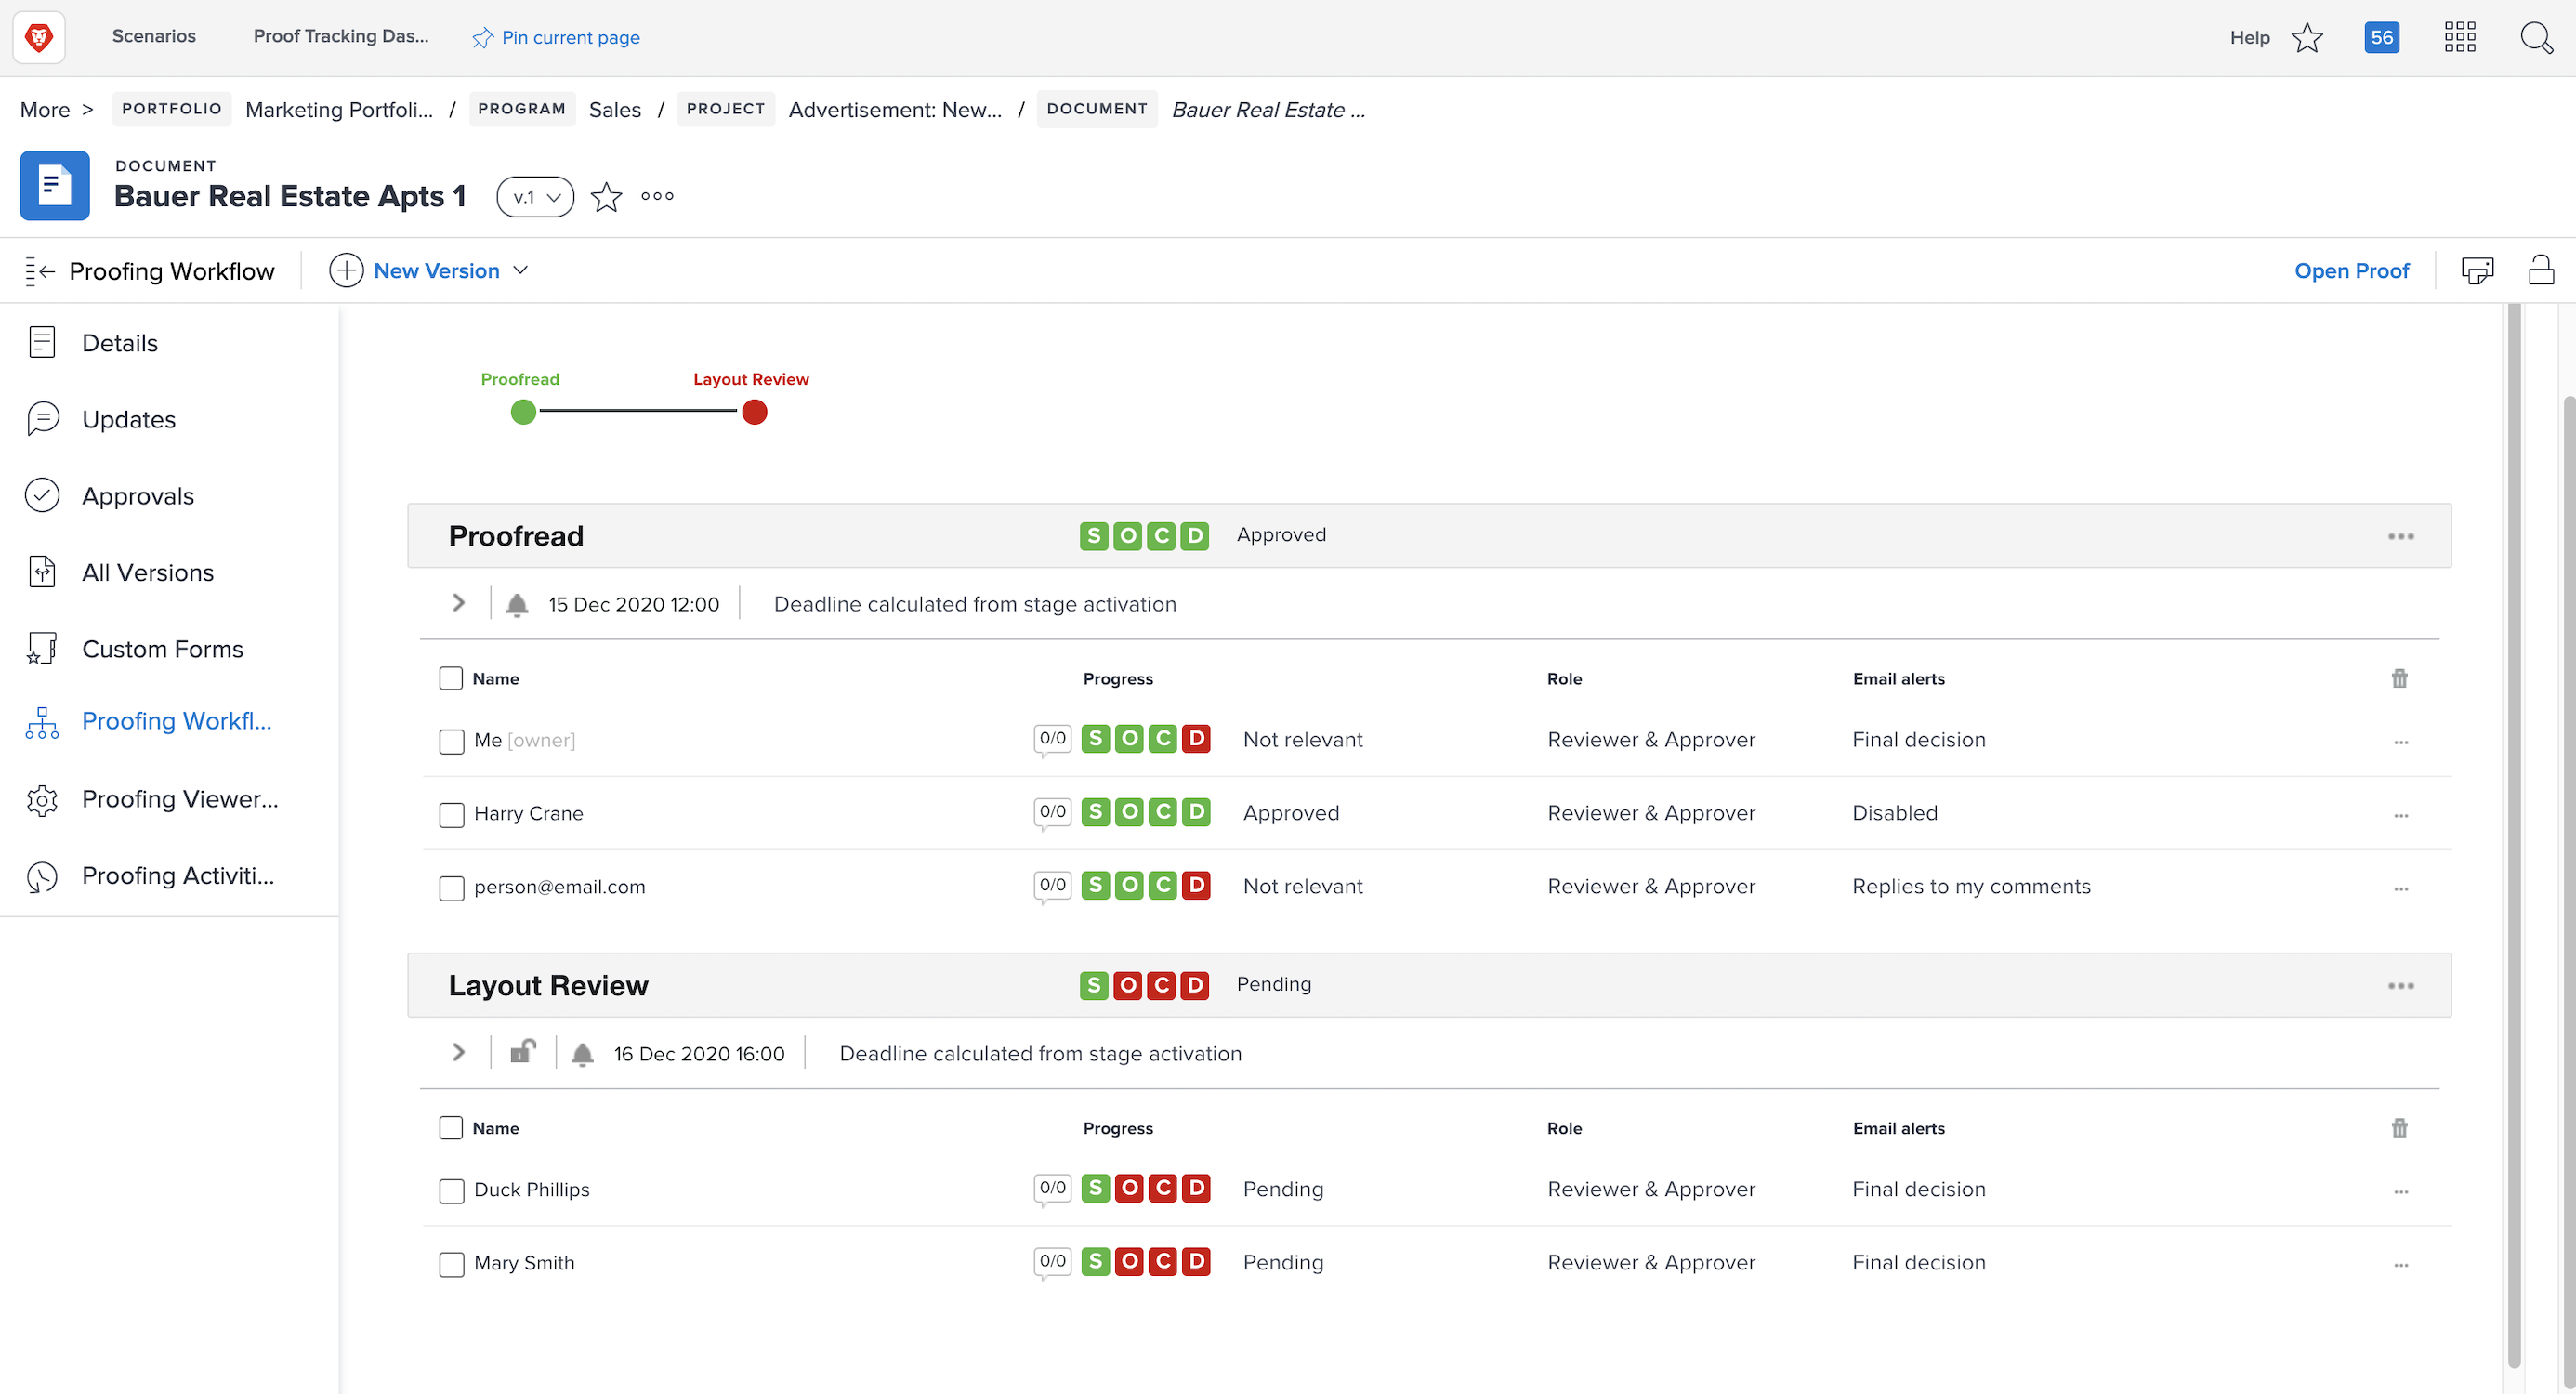 Scenarios Proof Tracking Das... Pin current page Help 56
More > PORTFOLIO Marketing Portfoli... / PROGRAM Sales / PROJECT Advertisement: New... / DOCUMENT Bauer Real Estate ...
DOCUMENT
Bauer Real Estate Apts 1 v.1
Proofing Workflow New Version Open Proof
Details
Updates
Approvals
All Versions
Custom Forms
Proofing Workfl...
Proofing Viewer...
Proofing Activiti...
Proofread Layout Review
Proofread S O C D Approved
15 Dec 2020 12:00 Deadline calculated from stage activation
Name Progress Role Email alerts
Me [owner] 0/0 S O C D Not relevant Reviewer & Approver Final decision
Harry Crane 0/0 S O C D Approved Reviewer & Approver Disabled
person@email.com 0/0 S O C D Not relevant Reviewer & Approver Replies to my comments
Layout Review S O C D Pending
16 Dec 2020 16:00 Deadline calculated from stage activation
Name Progress Role Email alerts
Duck Phillips 0/0 S O C D Pending Reviewer & Approver Final decision
Mary Smith 0/0 S O C D Pending Reviewer & Approver Final decision